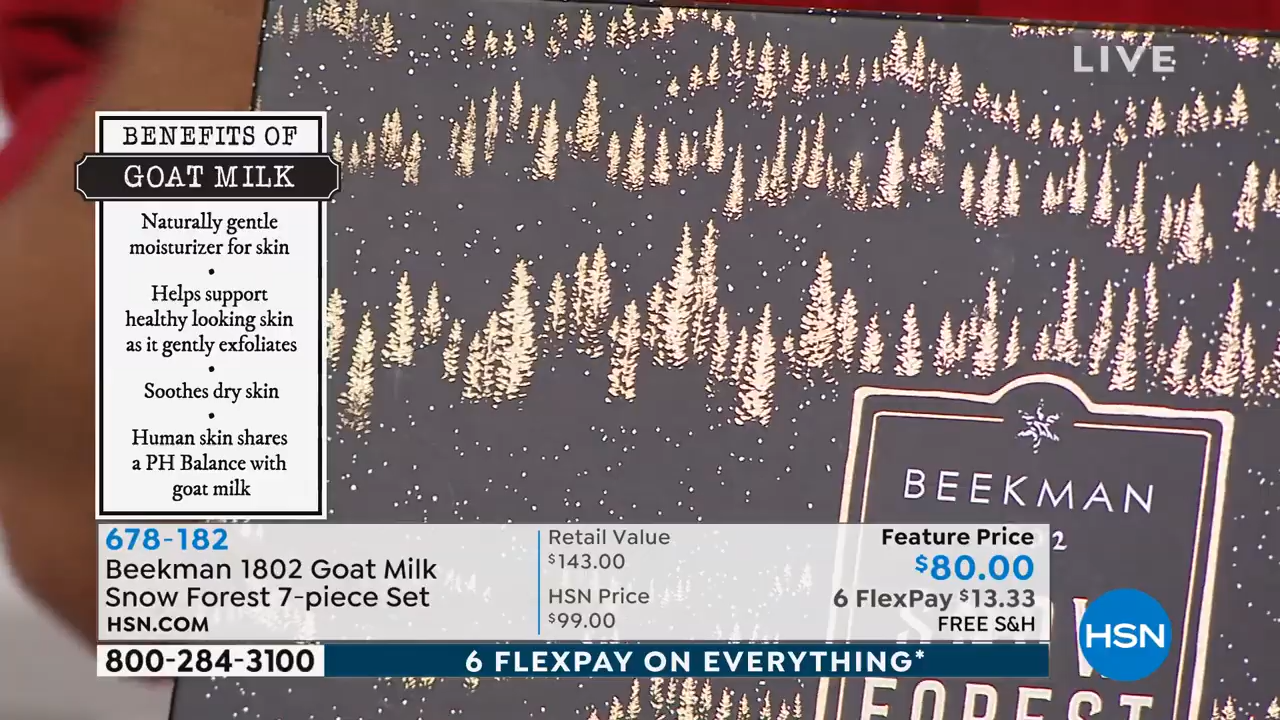 LIVE
BENEFITS OF
GOAT MILK
Naturally gentle
moisturizer for skin
•
Helps support
healthy looking skin
as it gently exfoliates
•
Soothes dry skin
•
Human skin shares
a PH Balance with
goat milk
BEEKMAN
2
FOREST
678-182
Beekman 1802 Goat Milk
Snow Forest 7-piece Set
HSN.COM
Retail Value
$143.00
HSN Price
$99.00
Feature Price
$80.00
6 FlexPay $13.33
FREE S&H
800-284-3100
6 FLEXPAY ON EVERYTHING*
HSN